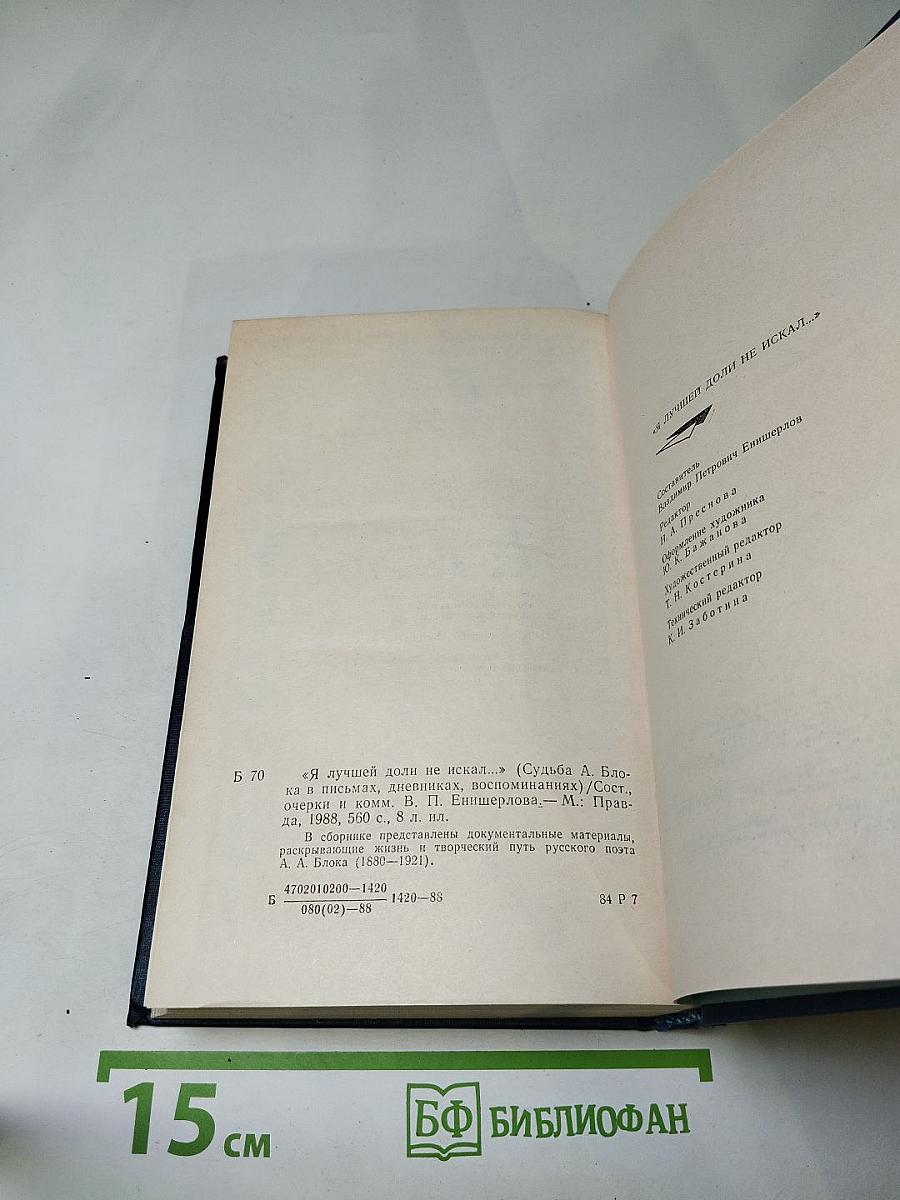 Б 70
«Я лучшей доли не искал...» (Судьба А. Бло-
ка в письмах, дневниках, воспоминаниях)/Сост.,
очерки и комм. В. П. Енишерлова.— М.: Прав-
да, 1988, 560 с., 8 л. ил.
В сборнике представлены документальные материалы,
раскрывающие жизнь и творческий путь русского поэта
А. А. Блока (1880—1921).
Б 4702010200—1420 1420—88
080(02)—88
84 Р 7
«Я ЛУЧШЕЙ ДОЛИ НЕ ИСКАЛ...»
Составитель
Владимир Петрович Енишерлов
Редактор
Н. А. Преснова
Оформление художника
Ю. К. Бажанова
Художественный редактор
Т. Н. Костерина
Технический редактор
К. И. Заботина
15 см
БФ БИБЛИОФАН